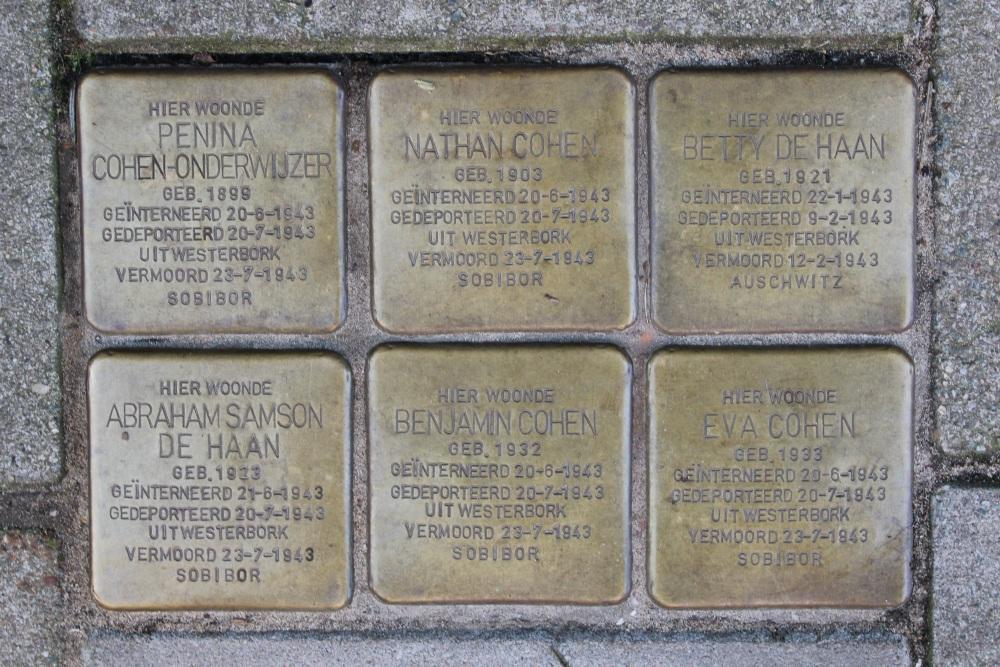 HIER WOONDE
PENINA
COHEN-ONDERWIJZER
GEB. 1899
GEÏNTERNEERD 20-6-1943
GEDEPORTEERD 20-7-1943
UIT WESTERBORK
VERMOORD 23-7-1943
SOBIBOR
HIER WOONDE
NATHAN COHEN
GEB. 1903
GEÏNTERNEERD 20-6-1943
GEDEPORTEERD 20-7-1943
UIT WESTERBORK
VERMOORD 23-7-1943
SOBIBOR
HIER WOONDE
BETTY DE HAAN
GEB. 1921
GEÏNTERNEERD 22-1-1943
GEDEPORTEERD 9-2-1943
UIT WESTERBORK
VERMOORD 12-2-1943
AUSCHWITZ
HIER WOONDE
ABRAHAM SAMSON
DE HAAN
GEB. 1923
GEÏNTERNEERD 21-6-1943
GEDEPORTEERD 20-7-1943
UIT WESTERBORK
VERMOORD 23-7-1943
SOBIBOR
HIER WOONDE
BENJAMIN COHEN
GEB. 1932
GEÏNTERNEERD 20-6-1943
GEDEPORTEERD 20-7-1943
UIT WESTERBORK
VERMOORD 23-7-1943
SOBIBOR
HIER WOONDE
EVA COHEN
GEB. 1933
GEÏNTERNEERD 20-6-1943
GEDEPORTEERD 20-7-1943
UIT WESTERBORK
VERMOORD 23-7-1943
SOBIBOR